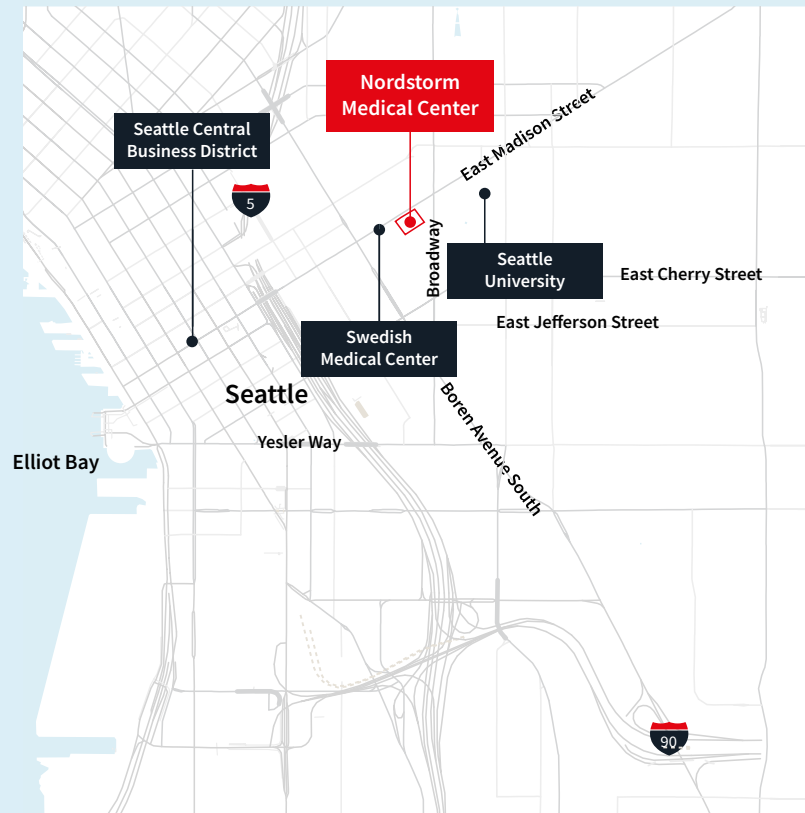 Nordstorm
Medical Center
East Madison Street
Seattle Central
Business District
5
Broadway
Seattle
University
East Cherry Street
East Jefferson Street
Swedish
Medical Center
Seattle
Boren Avenue South
Yesler Way
Elliot Bay
90